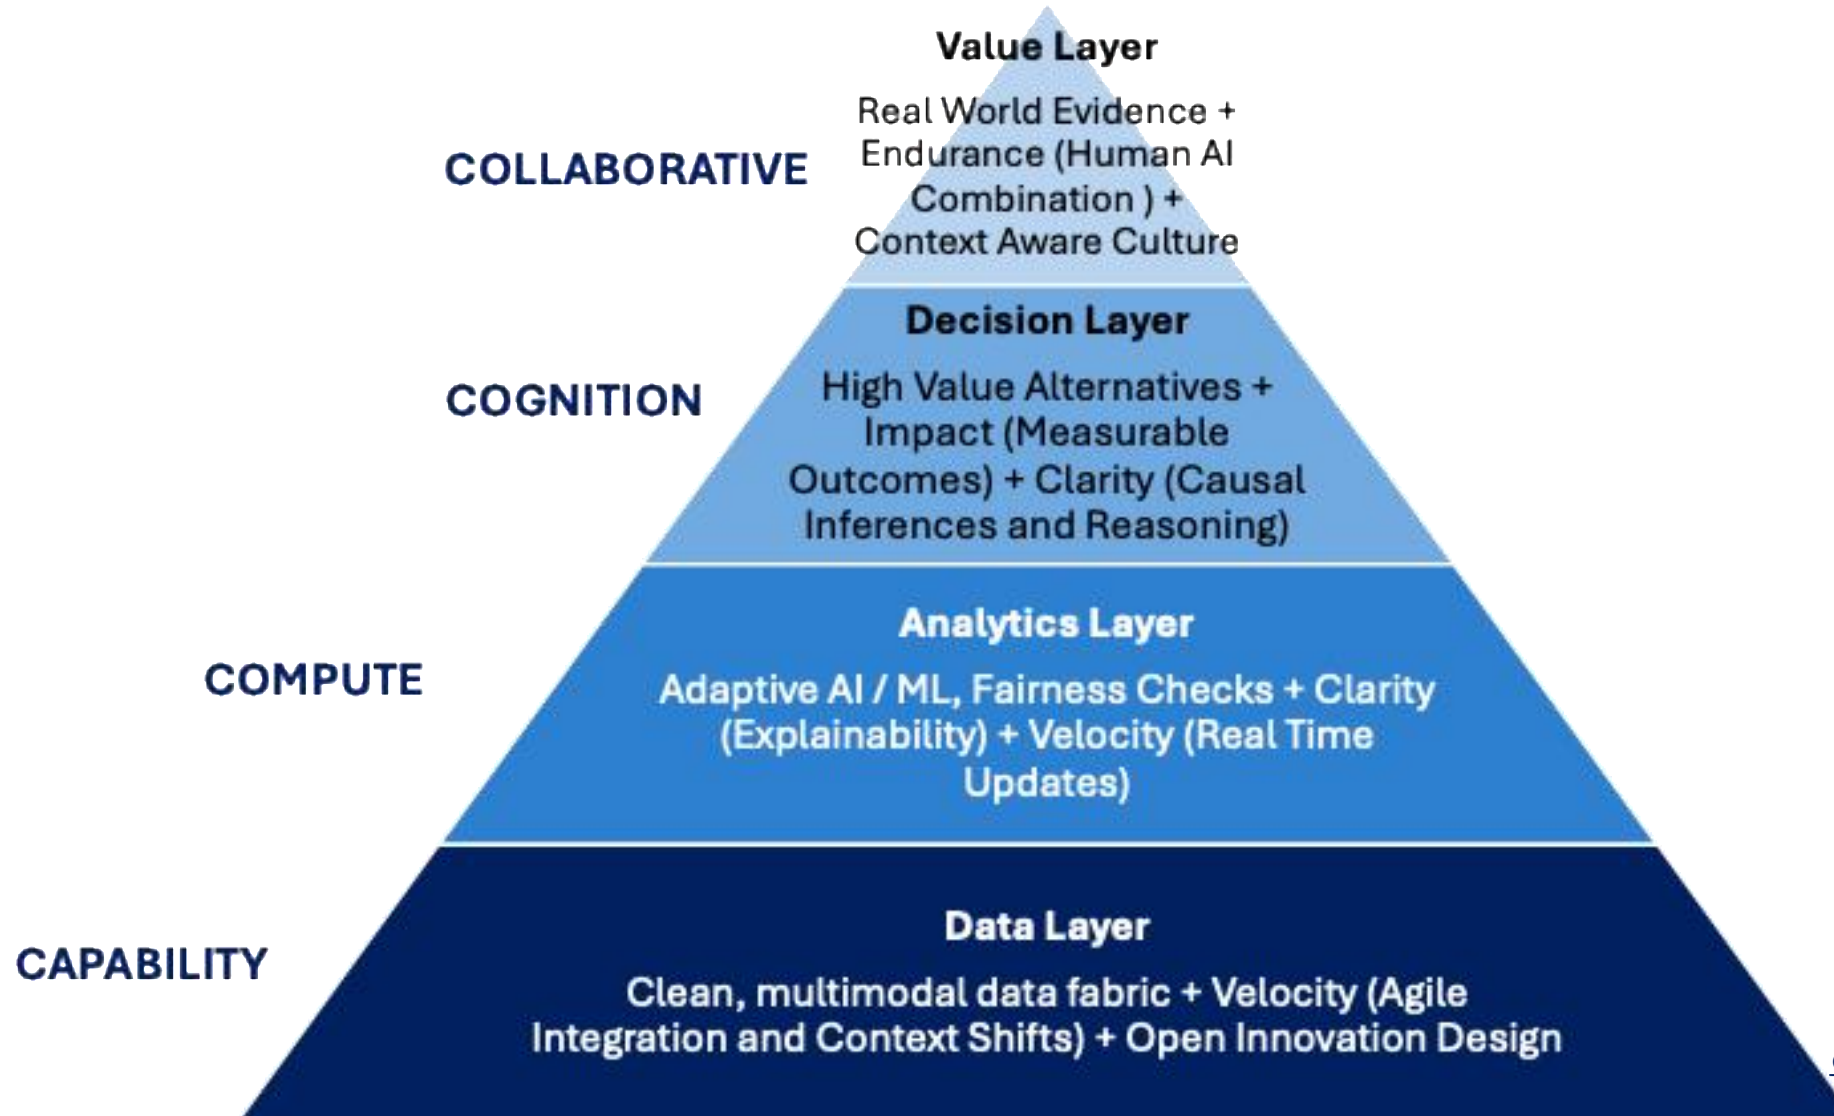 Value Layer
Real World Evidence +
Endurance (Human AI
Combination ) +
Context Aware Culture
COLLABORATIVE
Decision Layer
High Value Alternatives +
Impact (Measurable
Outcomes) + Clarity (Causal
Inferences and Reasoning)
COGNITION
Analytics Layer
Adaptive AI / ML, Fairness Checks + Clarity
(Explainability) + Velocity (Real Time
Updates)
COMPUTE
Data Layer
Clean, multimodal data fabric + Velocity (Agile
Integration and Context Shifts) + Open Innovation Design
CAPABILITY